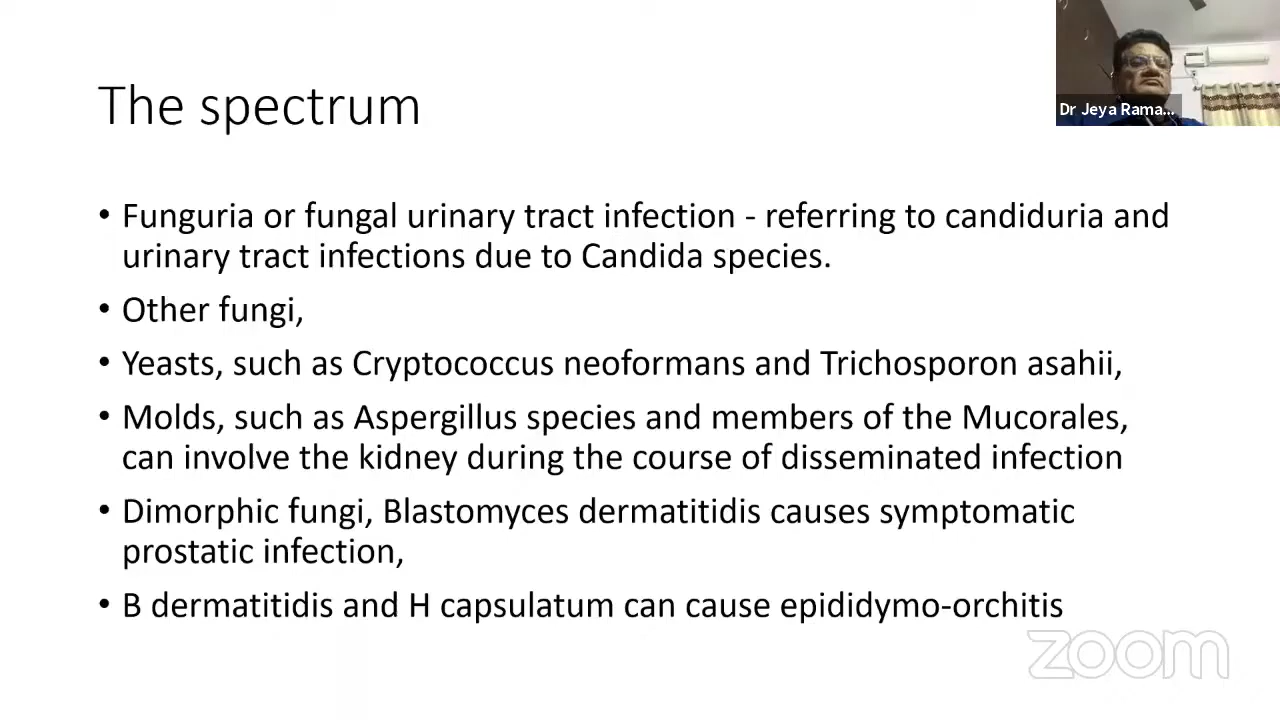 The spectrum
Dr Jeya Rama...
• Funguria or fungal urinary tract infection - referring to candiduria and
urinary tract infections due to Candida species.
• Other fungi,
• Yeasts, such as Cryptococcus neoformans and Trichosporon asahii,
• Molds, such as Aspergillus species and members of the Mucorales,
can involve the kidney during the course of disseminated infection
• Dimorphic fungi, Blastomyces dermatitidis causes symptomatic
prostatic infection,
• B dermatitidis and H capsulatum can cause epididymo-orchitis
zoom